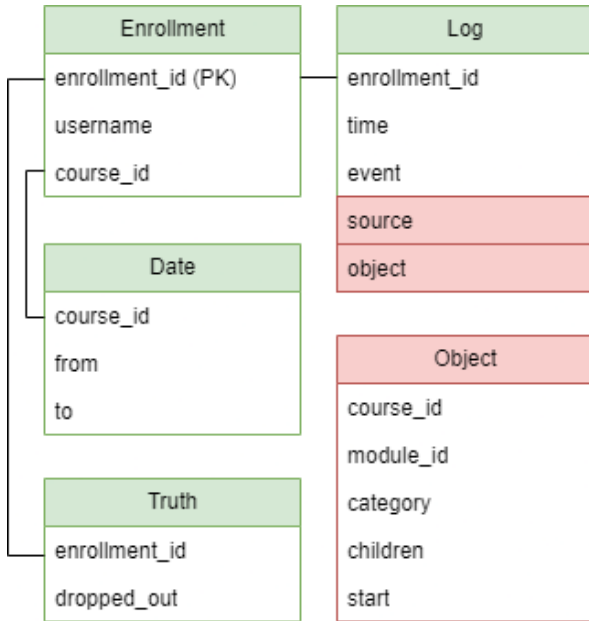 Enrollment
enrollment_id (PK)
username
course_id
Log
enrollment_id
time
event
source
object
Date
course_id
from
to
Object
course_id
module_id
category
children
start
Truth
enrollment_id
dropped_out